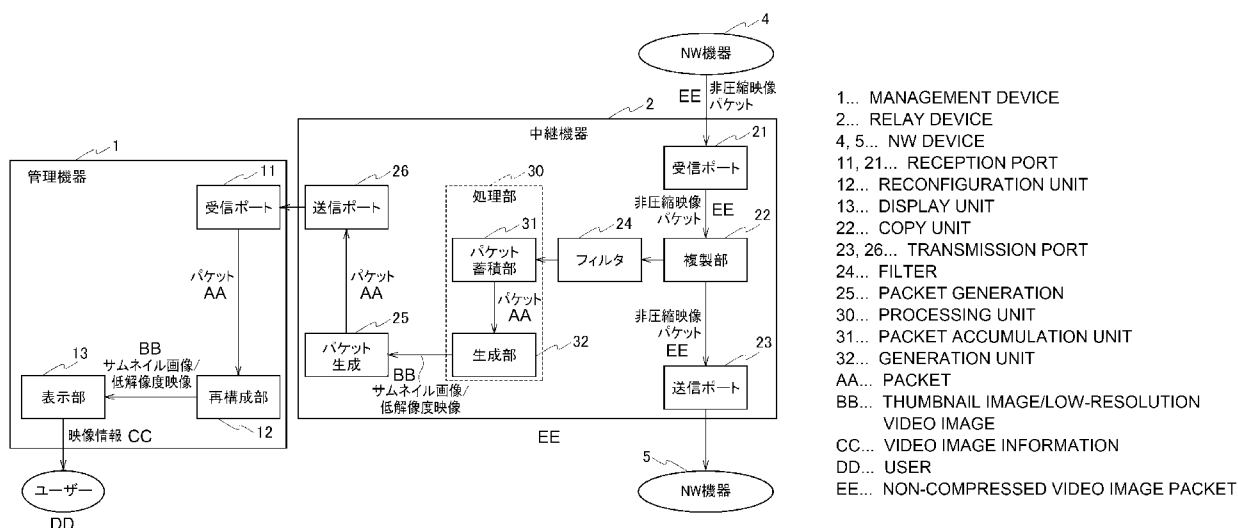 4
NW機器
EE
非圧縮映像
パケット
2
中継機器
21
受信ポート
非圧縮映像
パケット
EE
22
複製部
24
フィルタ
30
処理部
31
パケット
蓄積部
パケット
AA
32
生成部
BB
サムネイル画像/
低解像度映像
25
パケット
生成
パケット
AA
26
送信ポート
非圧縮映像
パケット
EE
23
送信ポート
EE
5
NW機器
1
管理機器
11
受信ポート
パケット
AA
12
再構成部
BB
サムネイル画像/
低解像度映像
13
表示部
映像情報 CC
ユーザー
DD
1... MANAGEMENT DEVICE
2... RELAY DEVICE
4, 5... NW DEVICE
11, 21... RECEPTION PORT
12... RECONFIGURATION UNIT
13... DISPLAY UNIT
22... COPY UNIT
23, 26... TRANSMISSION PORT
24... FILTER
25... PACKET GENERATION
30... PROCESSING UNIT
31... PACKET ACCUMULATION UNIT
32... GENERATION UNIT
AA... PACKET
BB... THUMBNAIL IMAGE/LOW-RESOLUTION
VIDEO IMAGE
CC... VIDEO IMAGE INFORMATION
DD... USER
EE... NON-COMPRESSED VIDEO IMAGE PACKET